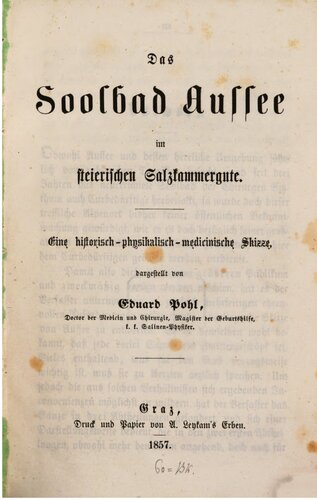 Das
Soolbad Aussee
im
steierischen Salzkammergute.
Eine historisch-physikalisch-medicinische Skizze,
dargestellt von
Eduard Pohl,
Doctor der Medicin und Chirurgie, Magister der Geburtshilfe,
k. k. Salinen-Physiker.
Graz,
Druck und Papier von A. Leykam's Erben.
1857.